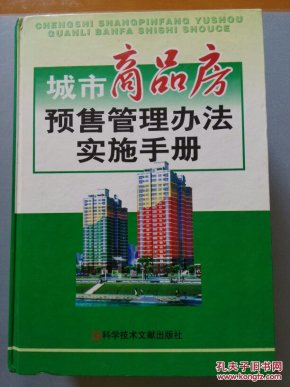 CHENGSHI SHANGPINFANG YUSHOU
GUANLI BANFA SHISHI SHOUCE
城市商品房
预售管理办法
实施手册
科学技术文献出版社
孔夫子旧书网